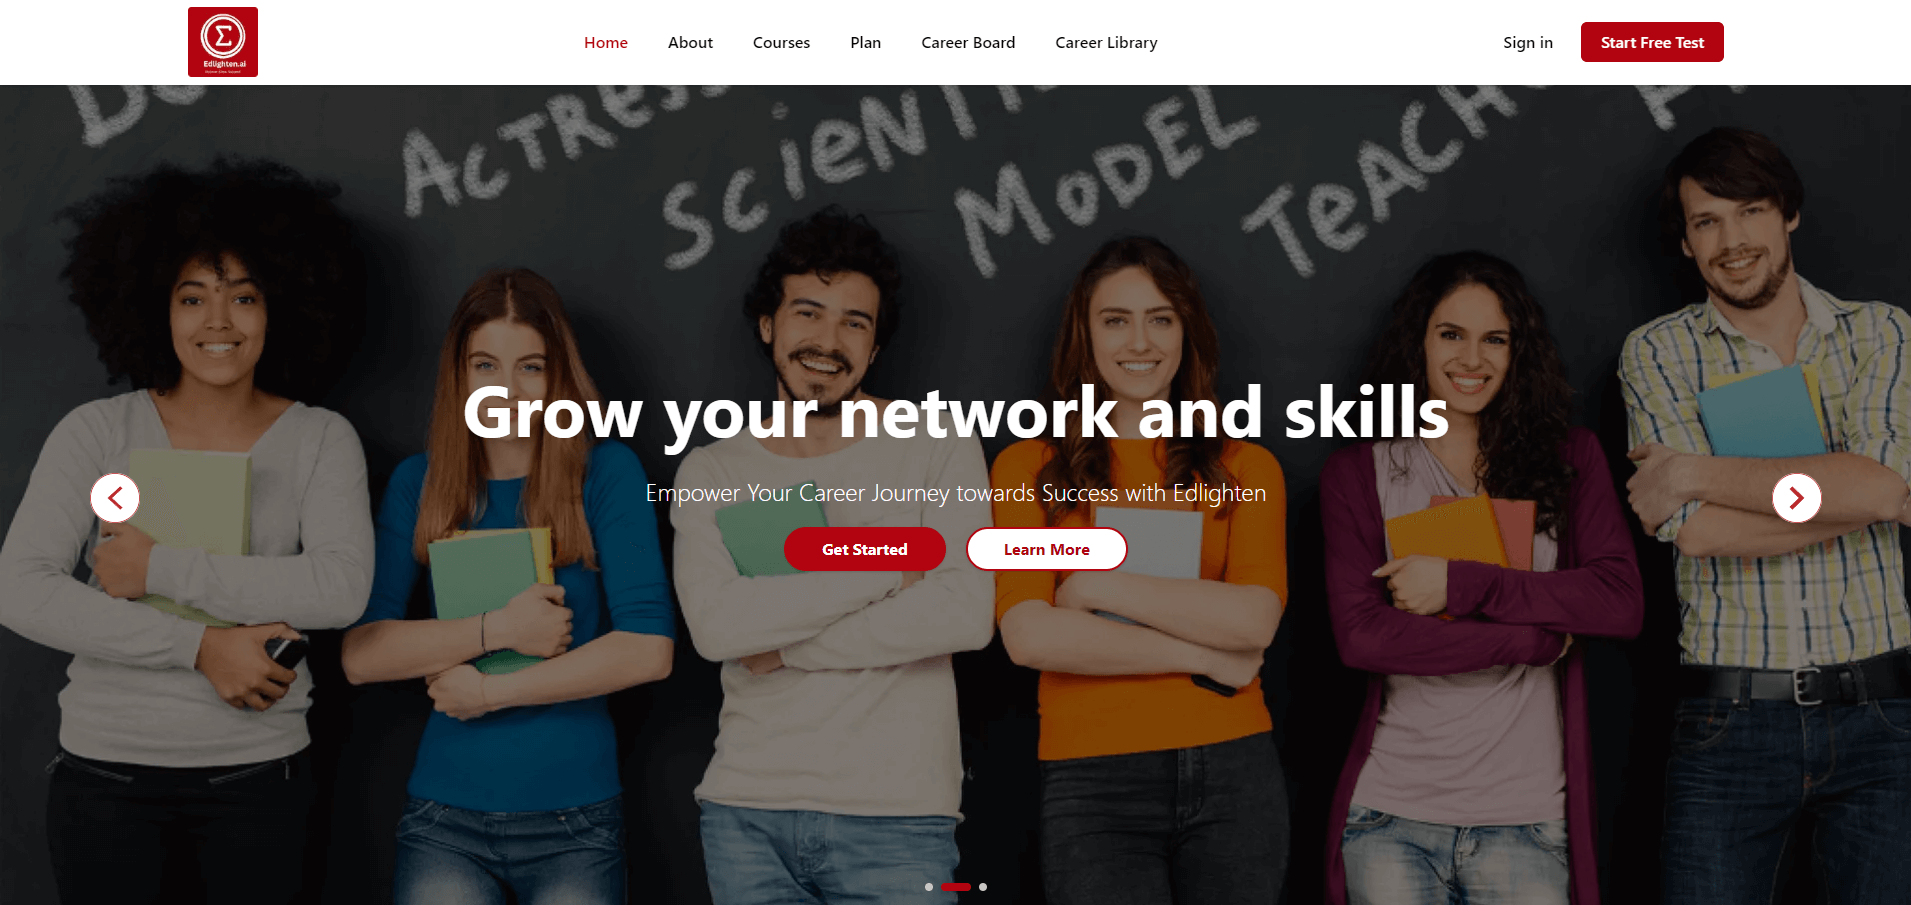 Edlighten.ai
Home
About
Courses
Plan
Career Board
Career Library
Sign in
Start Free Test
ACTRESS
SCIENTI
MODEL
TEACH
Grow your network and skills
Empower Your Career Journey towards Success with Edlighten
Get Started
Learn More